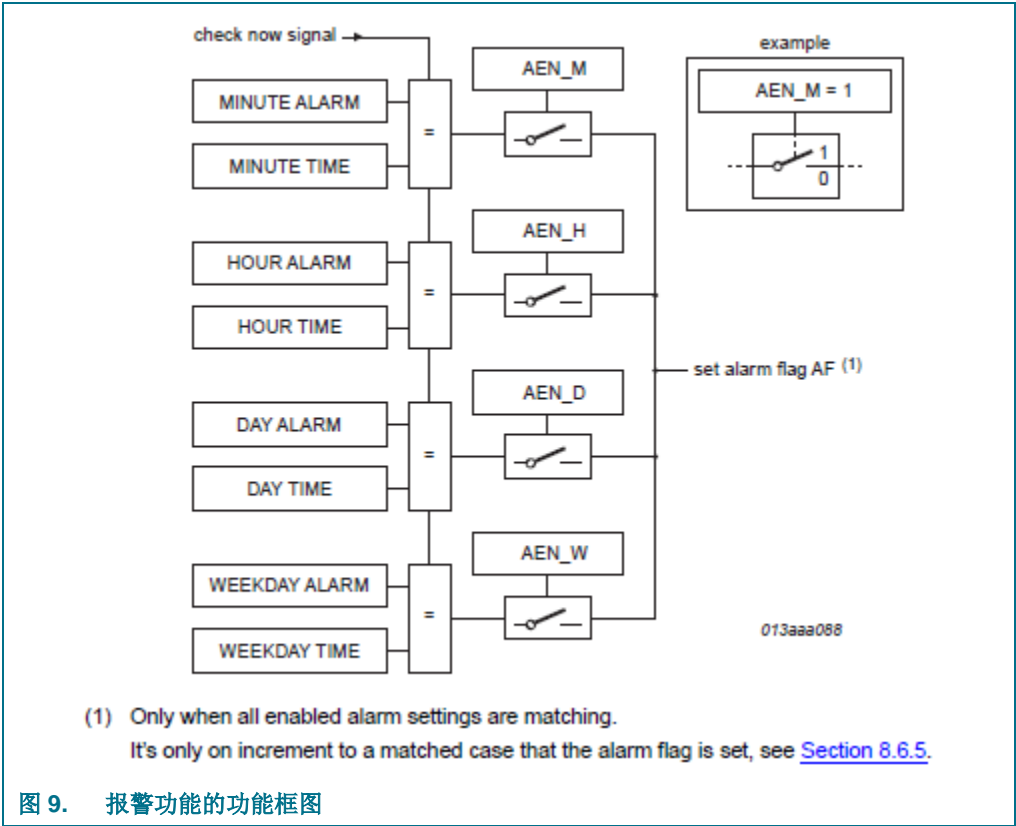 check now signal
MINUTE ALARM
MINUTE TIME
=
AEN_M
example
AEN_M = 1
1
0
HOUR ALARM
HOUR TIME
=
AEN_H
set alarm flag AF (1)
DAY ALARM
DAY TIME
=
AEN_D
WEEKDAY ALARM
WEEKDAY TIME
=
AEN_W
013aaa088
(1) Only when all enabled alarm settings are matching.
It's only on increment to a matched case that the alarm flag is set, see Section 8.6.5.
图 9. 报警功能的功能框图